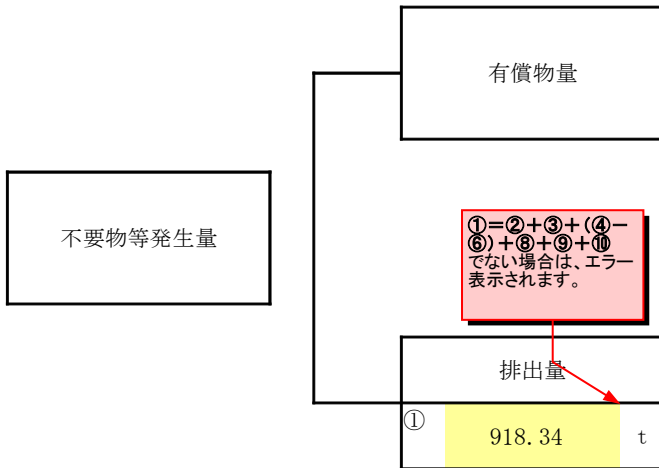 有償物量
不要物等発生量
①=②+③+(④－
⑥)+⑧+⑨+⑩
でない場合は、エラー
表示されます。
排出量
① 918.34 t